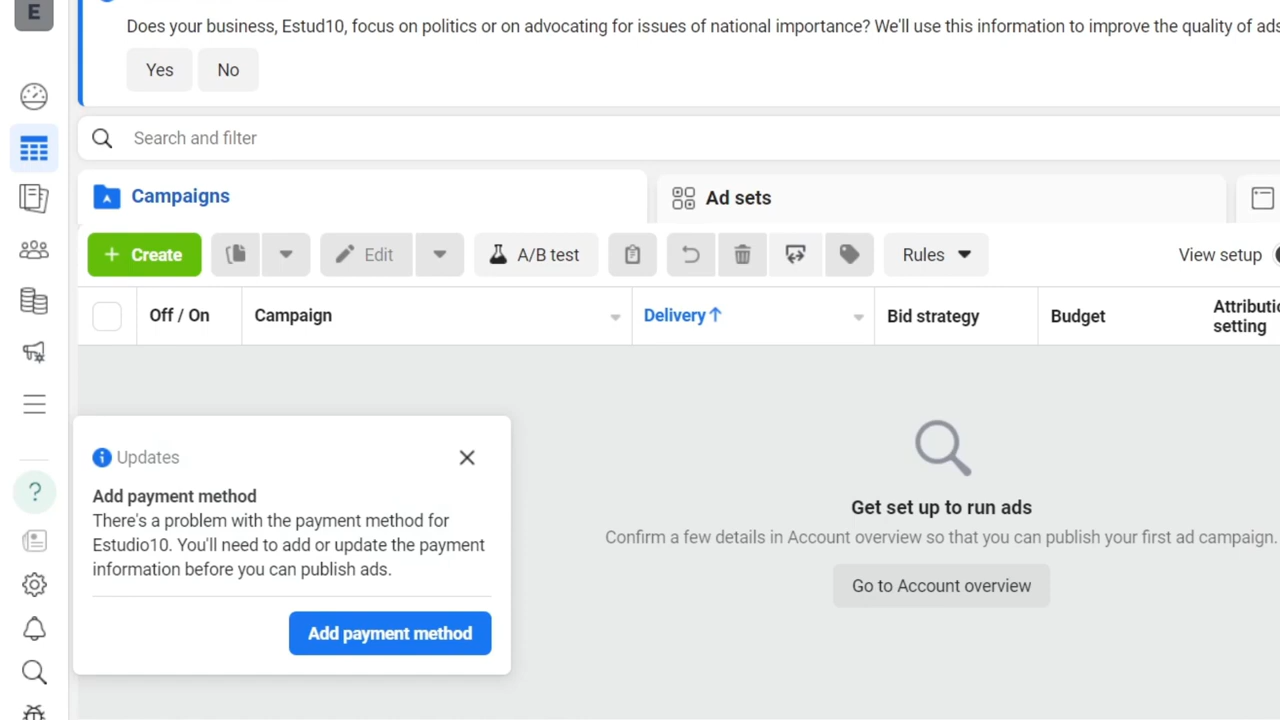 E
Does your business, Estud10, focus on politics or on advocating for issues of national importance? We'll use this information to improve the quality of ads
Yes No
Search and filter
Campaigns Ad sets
+ Create Edit A/B test Rules View setup
Off / On Campaign Delivery↑ Bid strategy Budget
setting
Updates
Add payment method
There's a problem with the payment method for
Estudio10. You'll need to add or update the payment
information before you can publish ads.
Add payment method
Get set up to run ads
Confirm a few details in Account overview so that you can publish your first ad campaign.
Go to Account overview
?